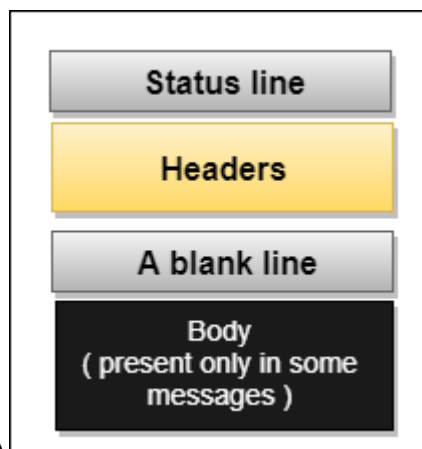 Status line
Headers
A blank line
Body
( present only in some
messages )